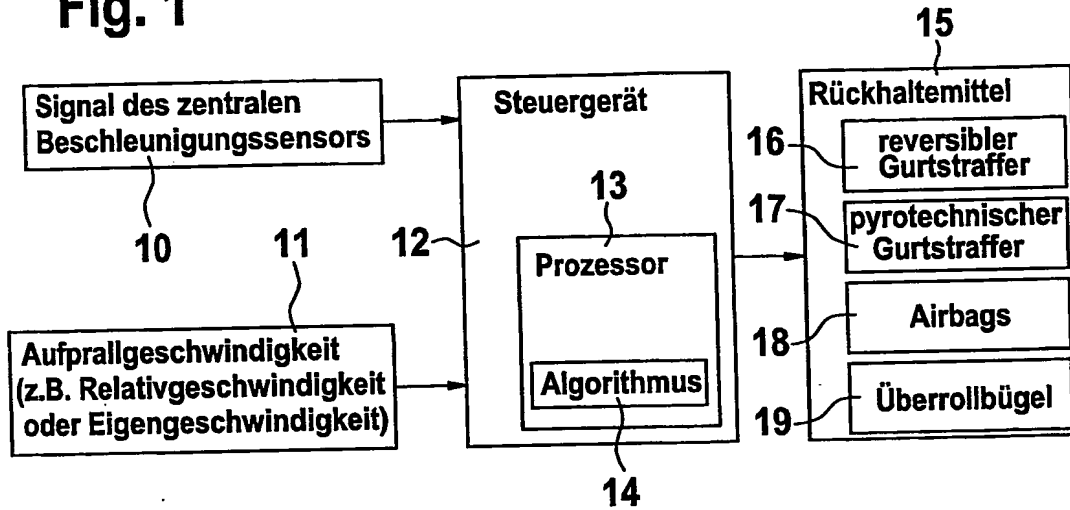 Fig. 1
15
Signal des zentralen
Beschleunigungssensors
10
Steuergerät
12
13
Prozessor
Algorithmus
14
11
Aufprallgeschwindigkeit
(z.B. Relativgeschwindigkeit
oder Eigengeschwindigkeit)
Rückhaltemittel
16
reversibler
Gurtstraffer
17
pyrotechnischer
Gurtstraffer
18
Airbags
19
Überrollbügel